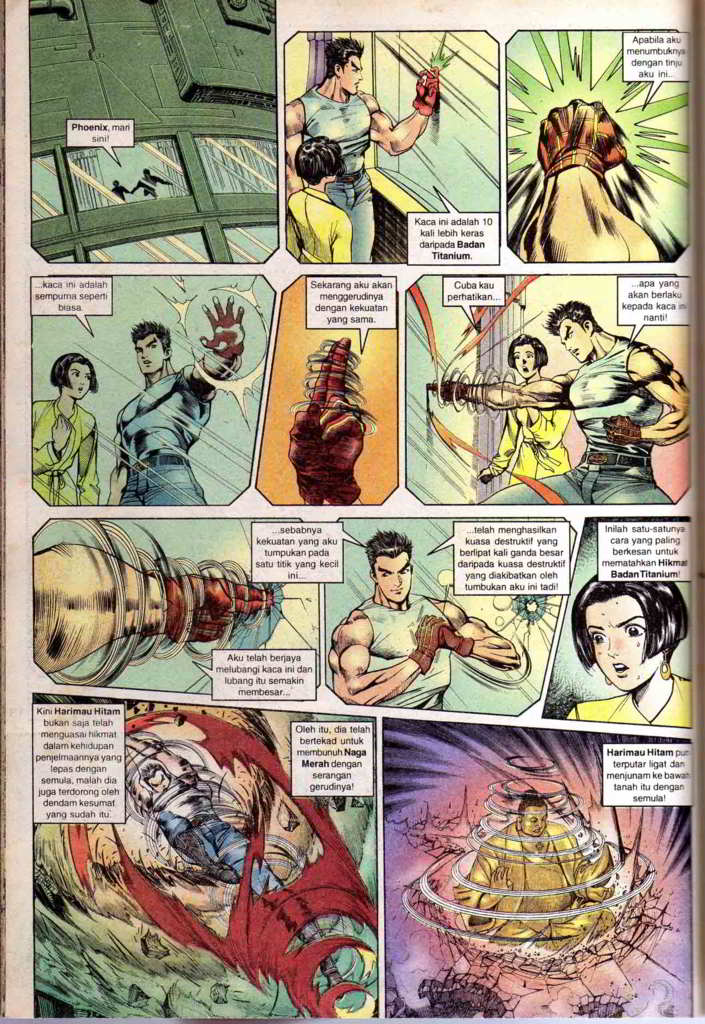 Phoenix, mari
sini!
Kaca ini adalah 10
kali lebih keras
daripada Badan
Titanium.
Apabila aku
menumbuknya
dengan tinju
aku ini...
...kaca ini adalah
sempurna seperti
biasa.
Sekarang aku akan
menggerudinya
dengan kekuatan
yang sama.
Cuba kau
perhatikan...
...apa yang
akan berlaku
kepada kaca ini
nanti!
...sebabnya
kekuatan yang aku
tumpukan pada
satu titik yang kecil
ini...
Aku telah berjaya
melubangi kaca ini dan
lubang itu semakin
membesar...
...telah menghasilkan
kuasa destruktif yang
berlipat kali ganda besar
daripada kuasa destruktif
yang diakibatkan oleh
tumbukan aku ini tadi!
Inilah satu-satunya
cara yang paling
berkesan untuk
mematahkan Hikmat
Badan Titanium!
Kini Harimau Hitam
bukan saja telah
menguasai hikmat
dalam kehidupan
penjelmaannya yang
lepas dengan
semula, malah dia
juga terdorong oleh
dendam kesumat
yang sudah itu.
Oleh itu, dia telah
bertekad untuk
membunuh Naga
Merah dengan
serangan
gerudinya!
Harimau Hitam pun
terputar ligat dan
menjunam ke bawah
tanah itu dengan
semula!